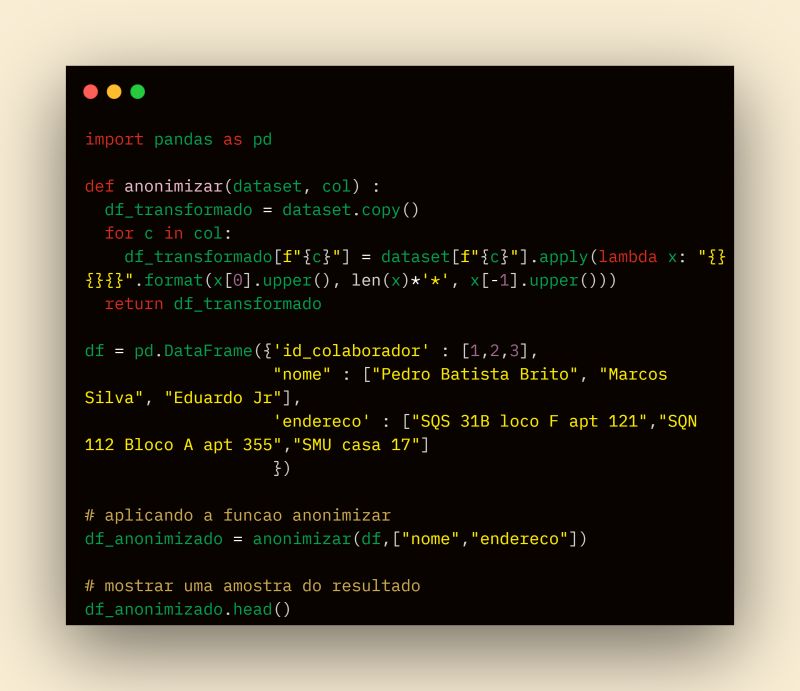 import pandas as pd

def anonimizar(dataset, col) :
  df_transformado = dataset.copy()
  for c in col:
    df_transformado[f"{c}"] = dataset[f"{c}"].apply(lambda x: "{}
{}{}".format(x[0].upper(), len(x)*'*', x[-1].upper()))
  return df_transformado

df = pd.DataFrame({'id_colaborador' : [1,2,3],
                   "nome" : ["Pedro Batista Brito", "Marcos
Silva", "Eduardo Jr"],
                   'endereco' : ["SQS 31B loco F apt 121","SQN
112 Bloco A apt 355","SMU casa 17"]
                   })

# aplicando a funcao anonimizar
df_anonimizado = anonimizar(df,["nome","endereco"])

# mostrar uma amostra do resultado
df_anonimizado.head()